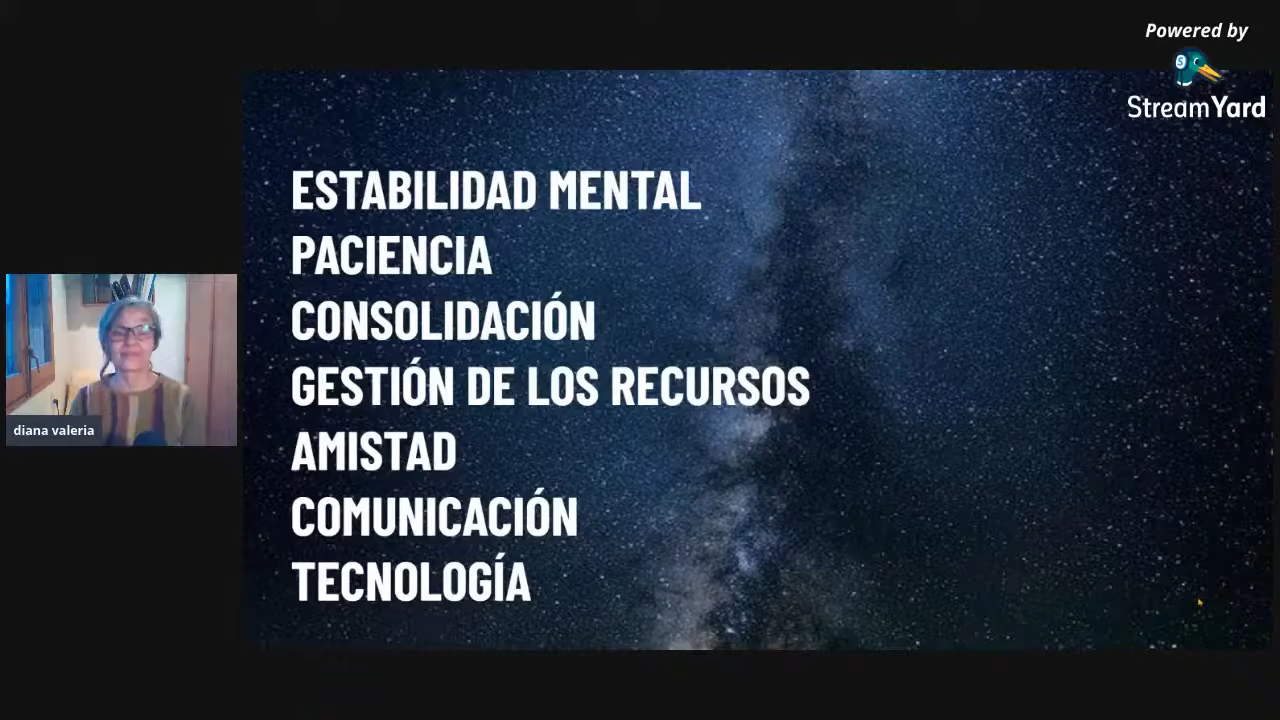 Powered by
StreamYard
ESTABILIDAD MENTAL
PACIENCIA
CONSOLIDACIÓN
GESTIÓN DE LOS RECURSOS
AMISTAD
COMUNICACIÓN
TECNOLOGÍA
diana valeria